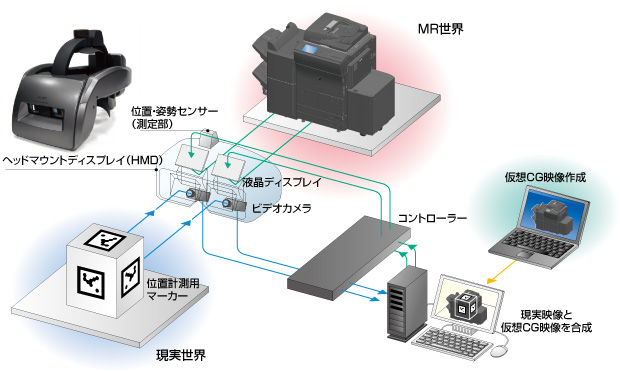 MR世界
位置・姿勢センサー
（測定部）
ヘッドマウントディスプレイ（HMD）
液晶ディスプレイ
ビデオカメラ
仮想CG映像作成
コントローラー
位置計測用
マーカー
現実映像と
仮想CG映像を合成
現実世界